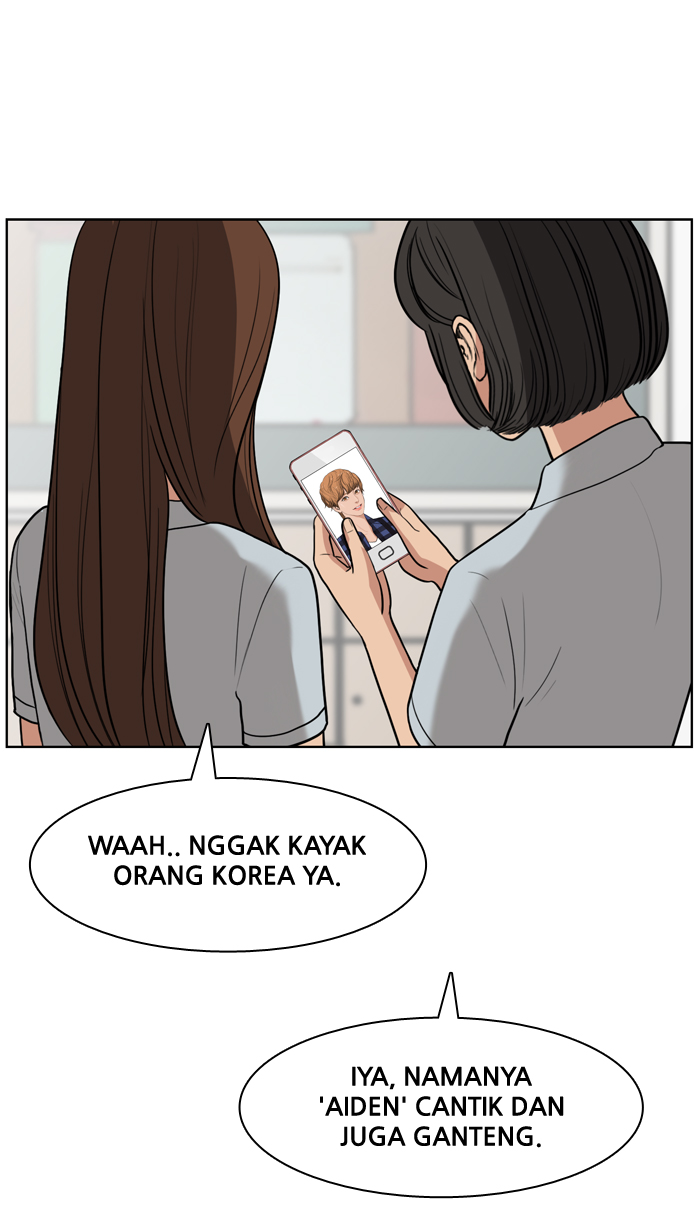 WAAH.. NGGAK KAYAK
ORANG KOREA YA.
IYA, NAMANYA
'AIDEN' CANTIK DAN
JUGA GANTENG.